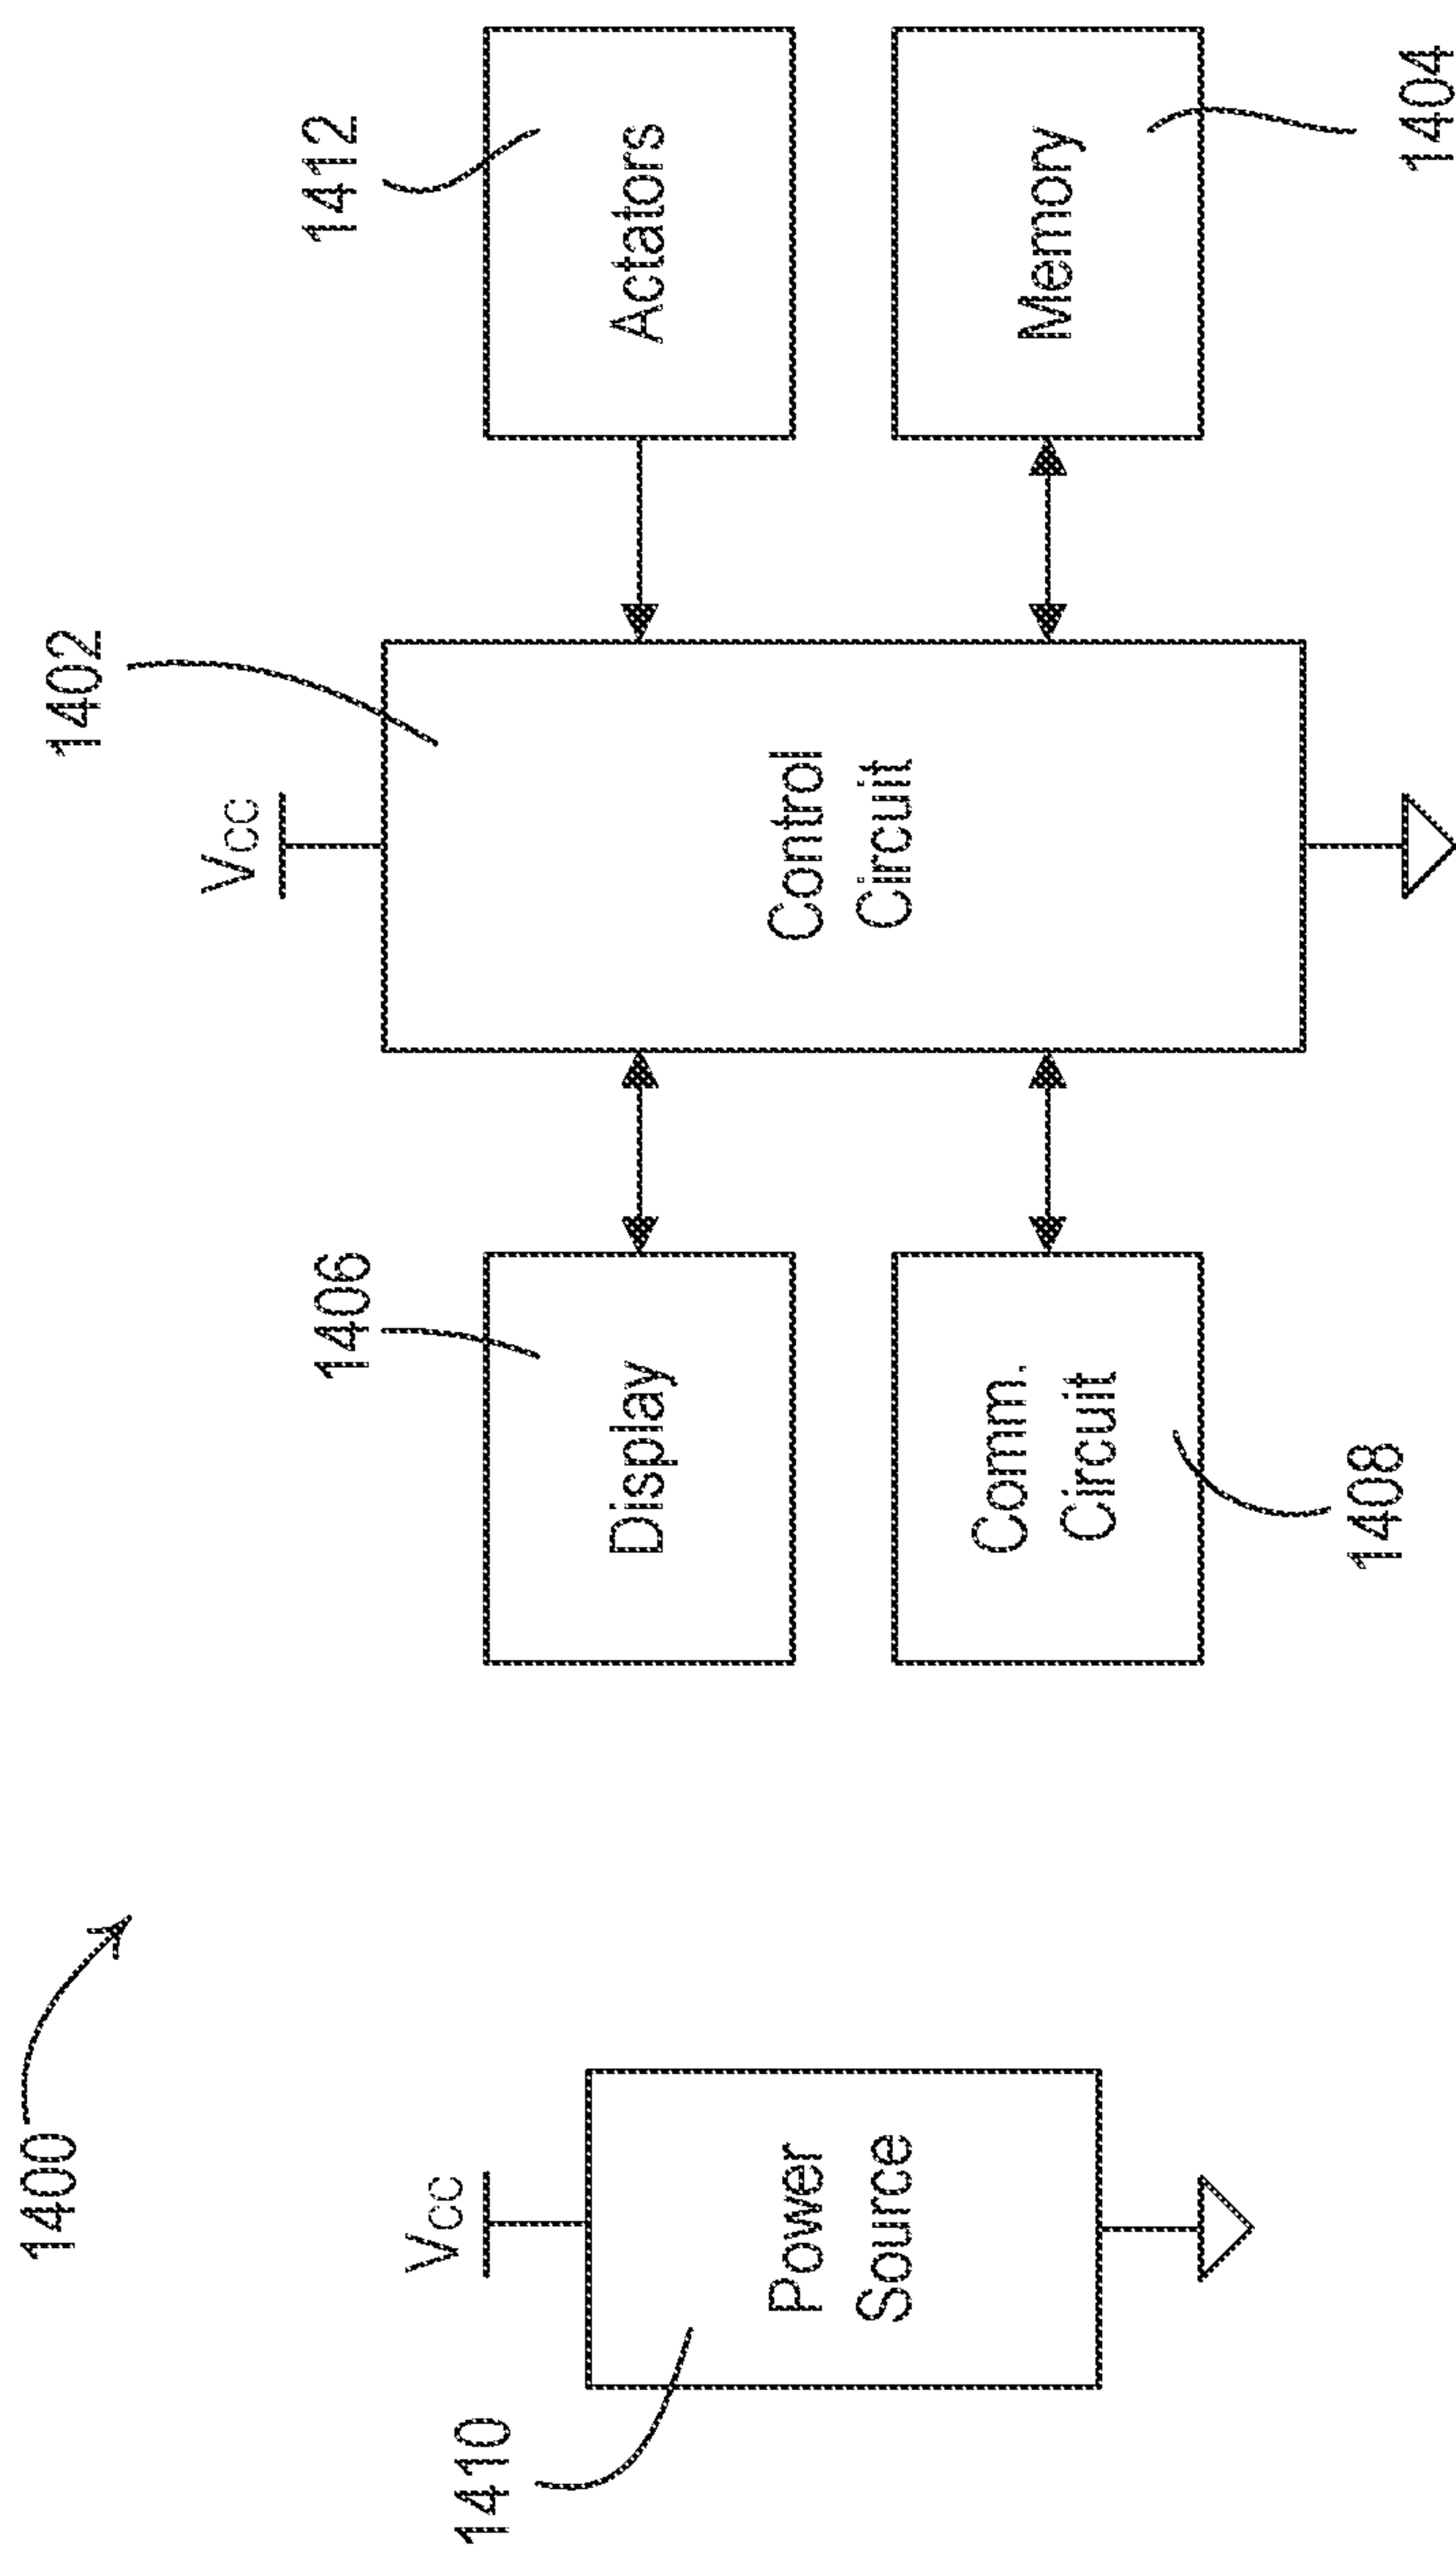 1400
1402
1412
Vcc
Vcc
1406
1410
Power
Source
Display
Control
Circuit
Actators
Comm.
Circuit
Memory
1408
1404